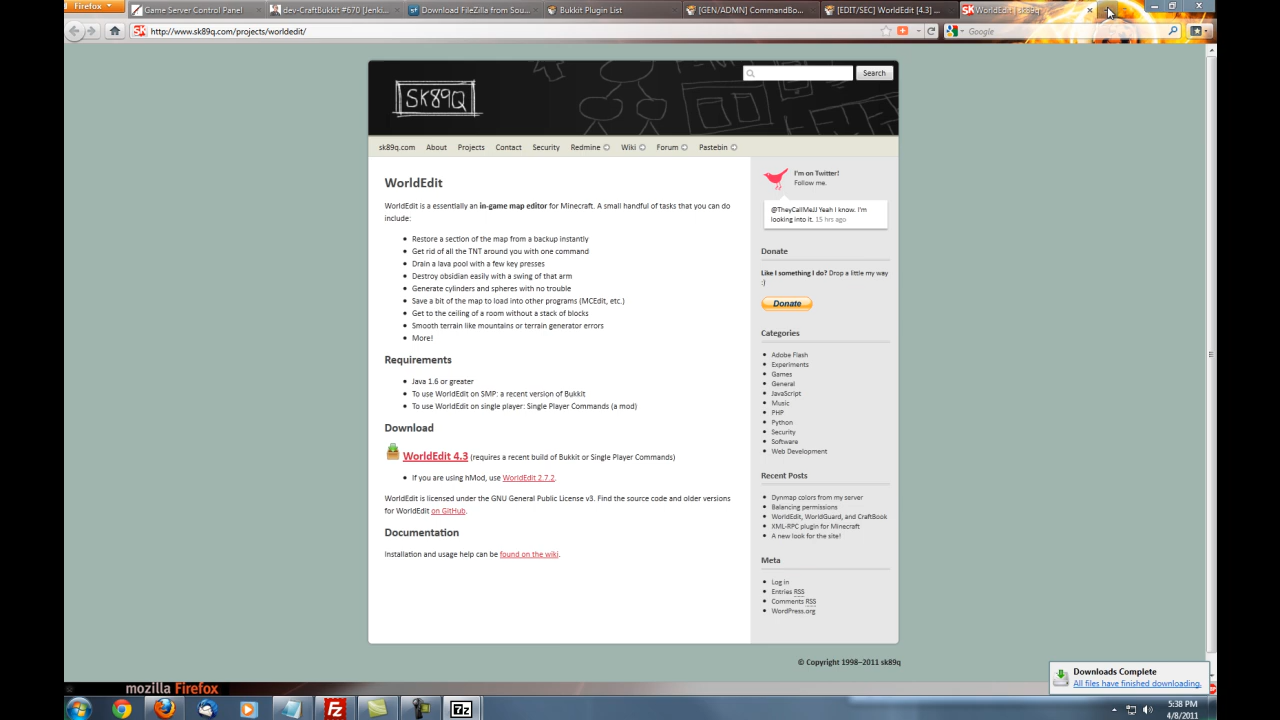 Firefox
Game Server Control Panel
dev-CraftBukkit #670 [Jenki...
Download FileZilla from Sou...
Bukkit Plugin List
[GEN/ADMN] CommandBo...
[EDIT/SEC] WorldEdit [4.3] ...
WorldEdit | sk89q
http://www.sk89q.com/projects/worldedit/
Google
SK89Q
Search
sk89q.com About Projects Contact Security Redmine Wiki Forum Pastebin
WorldEdit
WorldEdit is a essentially an in-game map editor for Minecraft. A small handful of tasks that you can do
include:
Restore a section of the map from a backup instantly
Get rid of all the TNT around you with one command
Drain a lava pool with a few key presses
Destroy obsidian easily with a swing of that arm
Generate cylinders and spheres with no trouble
Save a bit of the map to load into other programs (MCEdit, etc.)
Get to the ceiling of a room without a stack of blocks
Smooth terrain like mountains or terrain generator errors
More!
Requirements
Java 1.6 or greater
To use WorldEdit on SMP: a recent version of Bukkit
To use WorldEdit on single player: Single Player Commands (a mod)
Download
WorldEdit 4.3 (requires a recent build of Bukkit or Single Player Commands)
If you are using hMod, use WorldEdit 2.7.2.
WorldEdit is licensed under the GNU General Public License v3. Find the source code and older versions
for WorldEdit on GitHub.
Documentation
Installation and usage help can be found on the wiki.
I'm on Twitter!
Follow me.
@TheyCallMeJJ Yeah I know. I'm
looking into it. 15 hrs ago
Donate
Like I something I do? Drop a little my way
:)
Donate
Categories
Adobe Flash
Experiments
Games
General
JavaScript
Music
PHP
Python
Security
Software
Web Development
Recent Posts
Dynmap colors from my server
Balancing permissions
WorldEdit, WorldGuard, and CraftBook
XML-RPC plugin for Minecraft
A new look for the site!
Meta
Log in
Entries RSS
Comments RSS
WordPress.org
© Copyright 1998–2011 sk89q
Downloads Complete
All files have finished downloading.
mozilla Firefox
5:38 PM
4/8/2011